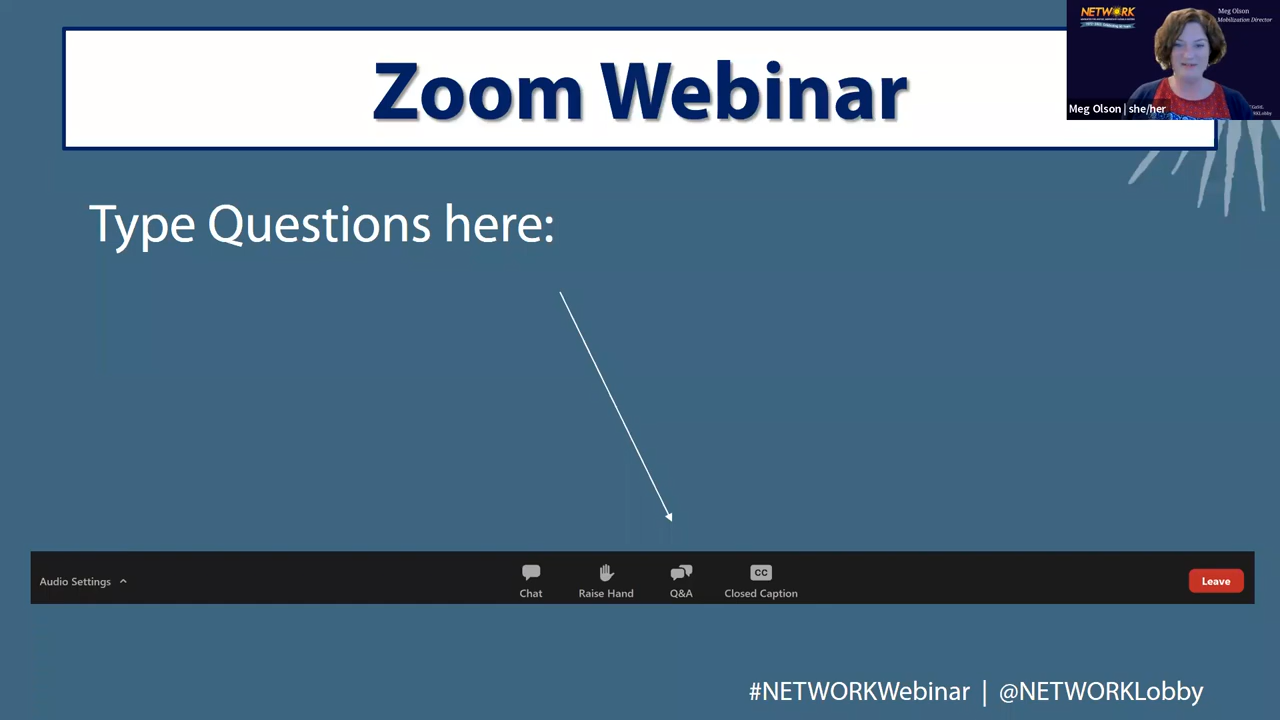 Zoom Webinar
NETWORK
Meg Olson
Mobilization Director
Meg Olson | she/her
Type Questions here:
Audio Settings
Chat
Raise Hand
Q&A
CC
Closed Caption
Leave
#NETWORKWebinar | @NETWORKLobby